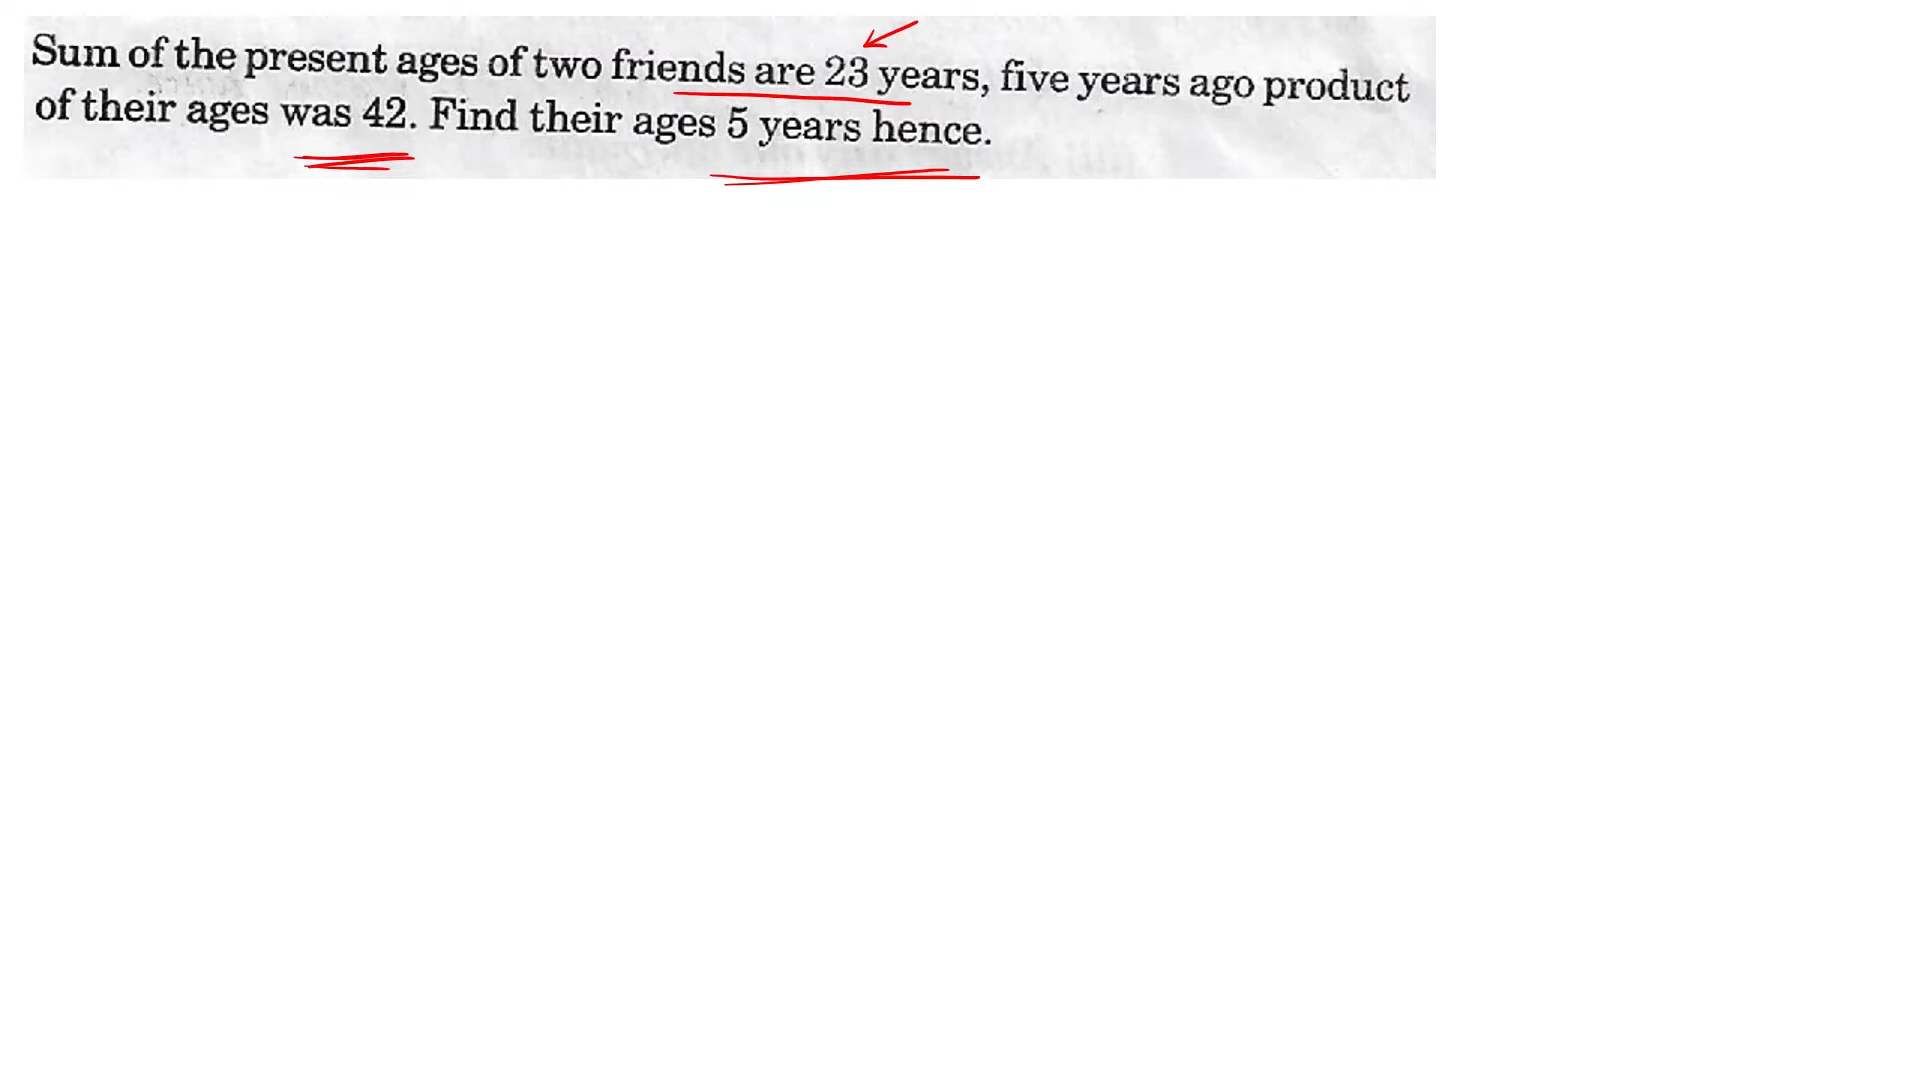 Sum of the present ages of two friends are 23 years, five years ago product
of their ages was 42. Find their ages 5 years hence.